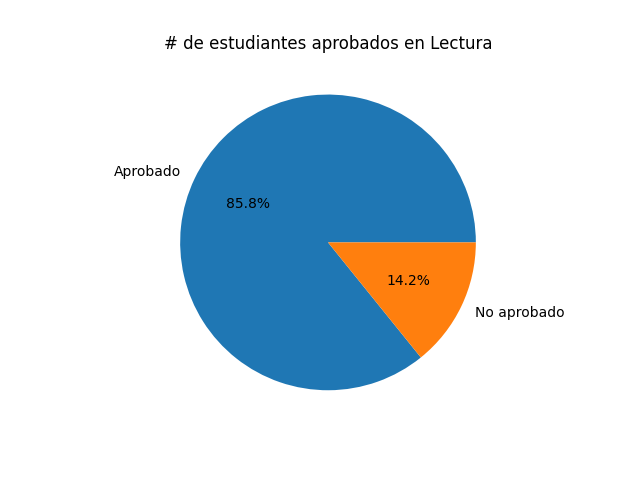 # de estudiantes aprobados en Lectura
Aprobado
85.8%
14.2%
No aprobado